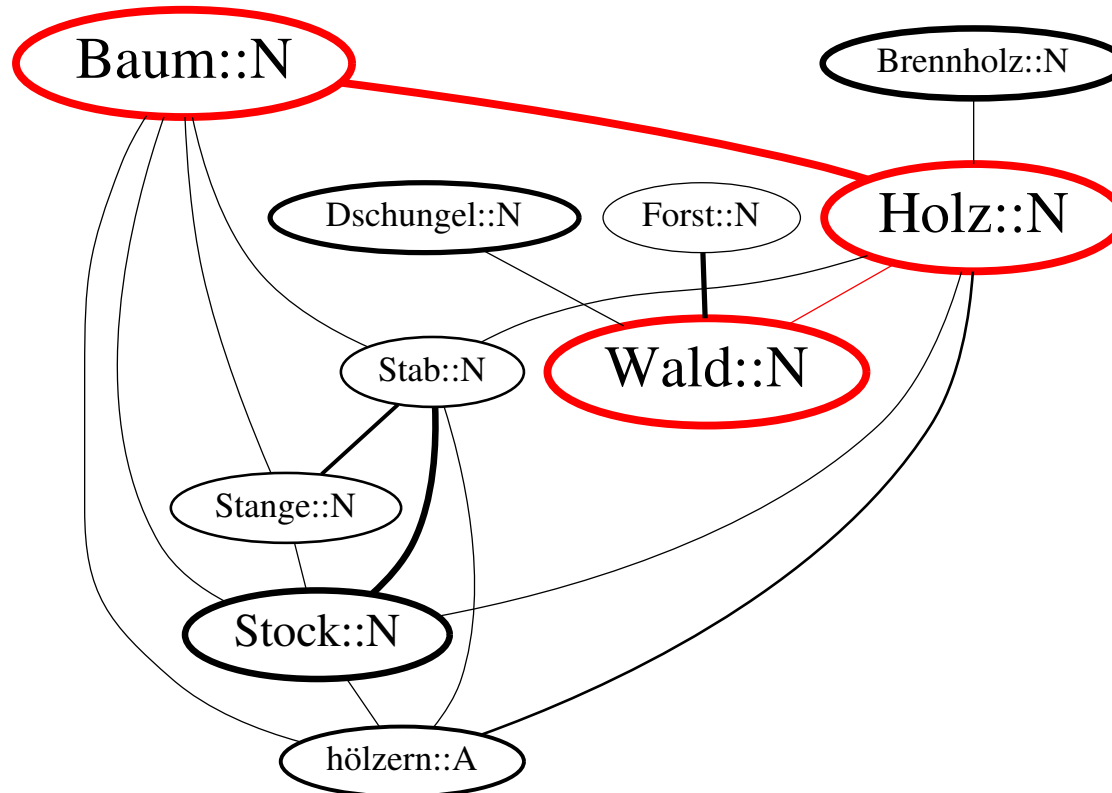 Baum::N
Brennholz::N
Dschungel::N
Forst::N
Holz::N
Stab::N
Wald::N
Stange::N
Stock::N
hölzern::A